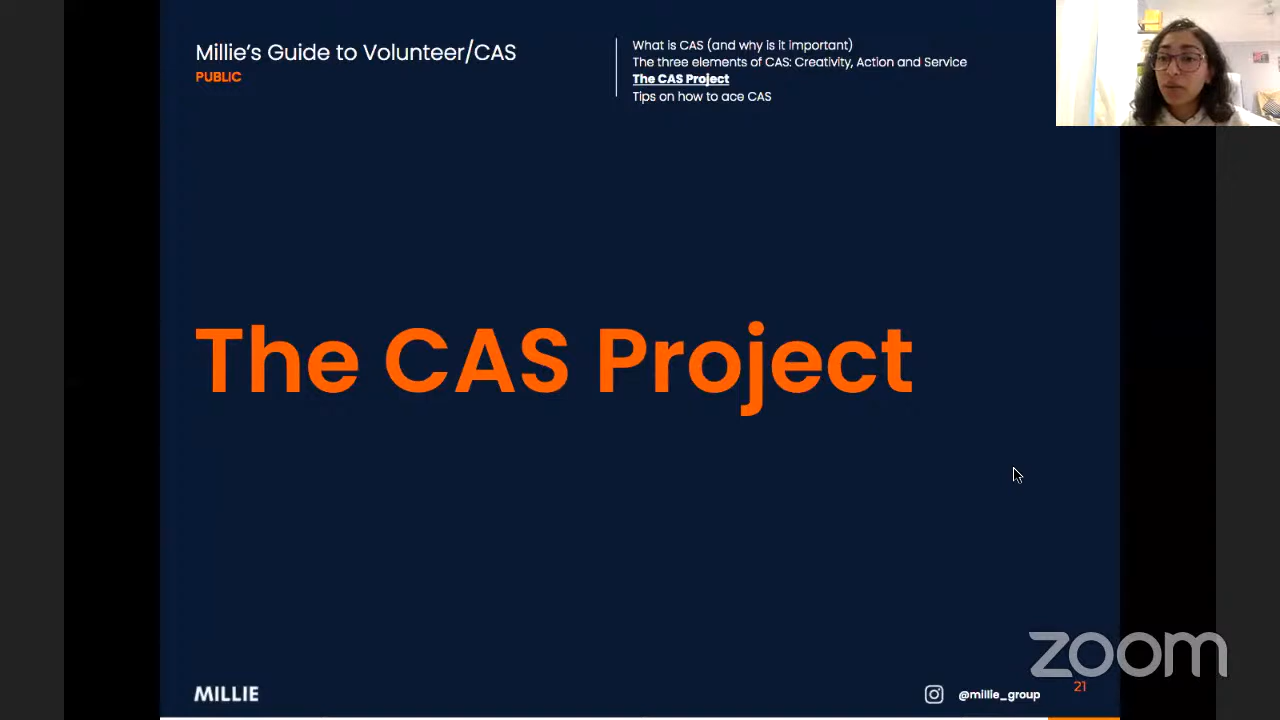 Millie's Guide to Volunteer/CAS
PUBLIC
What is CAS (and why is it important)
The three elements of CAS: Creativity, Action and Service
The CAS Project
Tips on how to ace CAS
The CAS Project
zoom
MILLIE
@millie_group
21